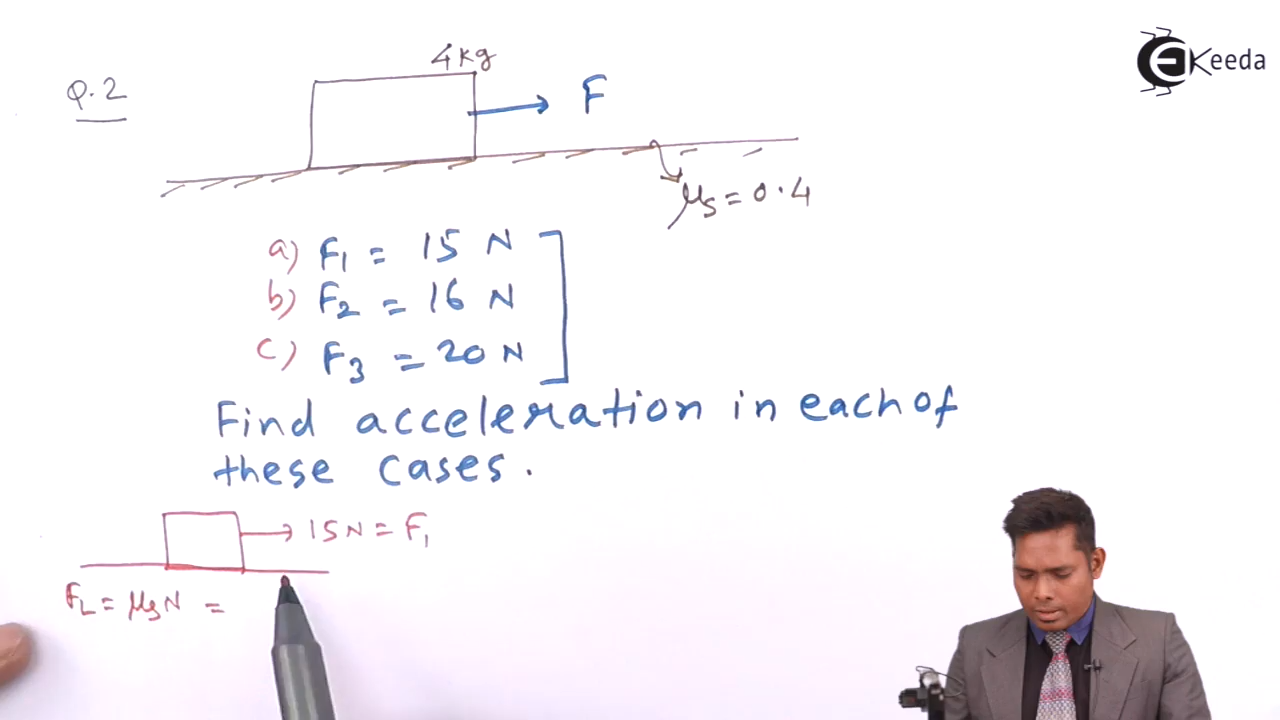 EKeeda
Q.2
4kg
F
μs = 0.4
a) F1 = 15 N
b) F2 = 16 N
c) F3 = 20 N
Find acceleration in each of
these cases.
15N = F1
FL = μsN =